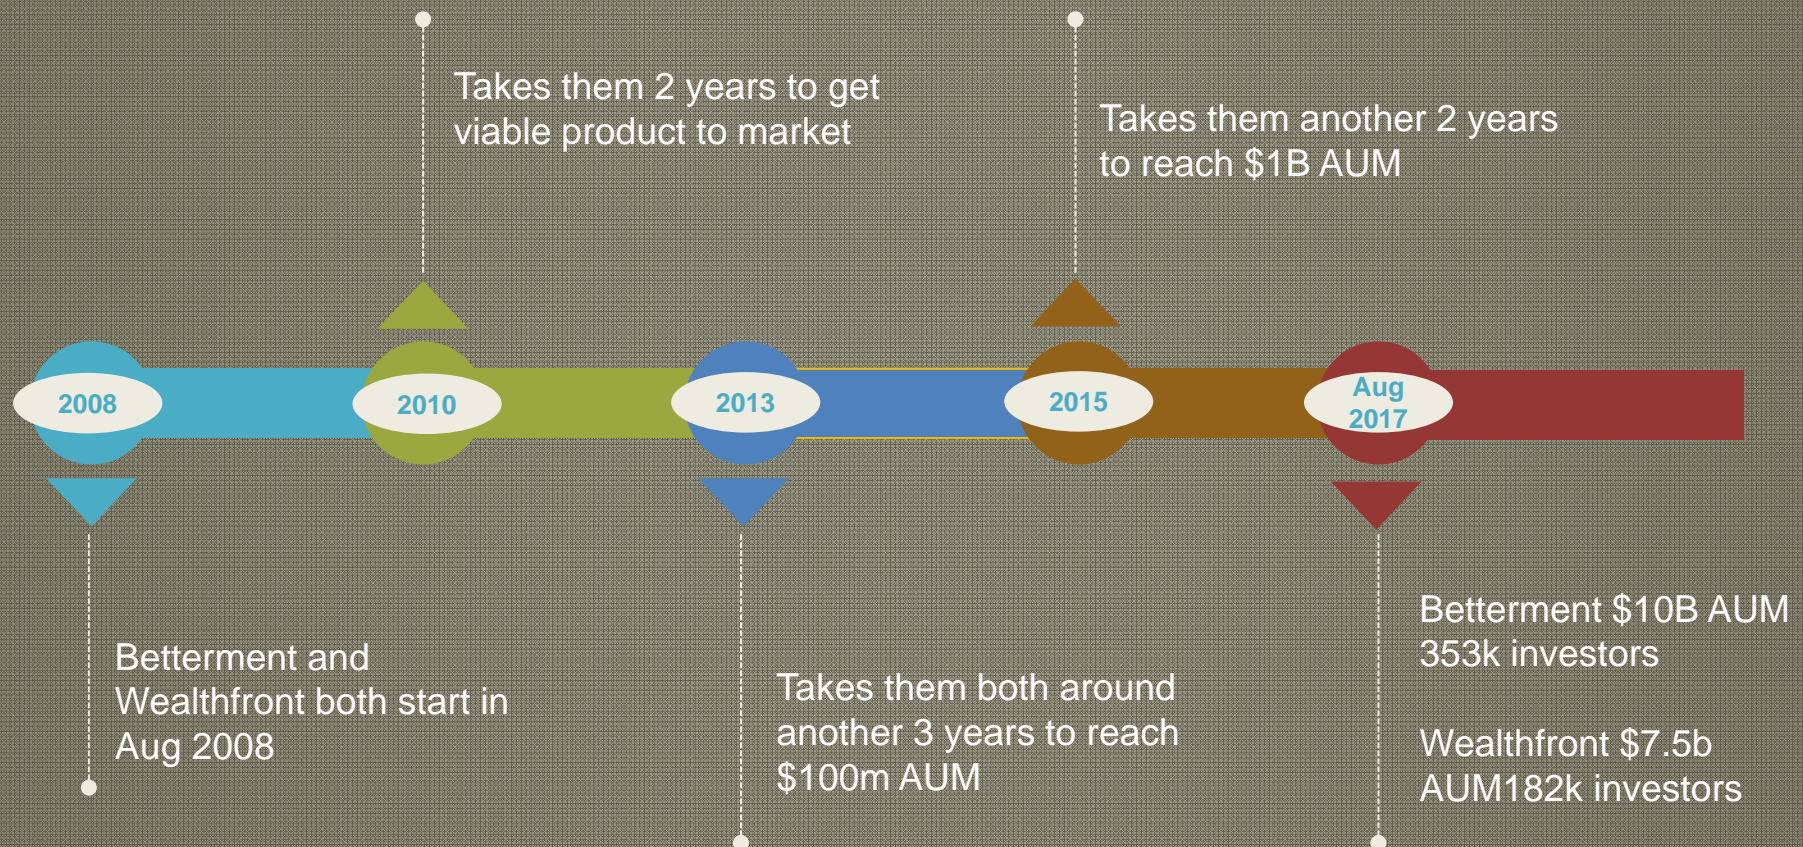 Takes them 2 years to get
viable product to market
Takes them another 2 years
to reach $1B AUM
2008
2010
2013
2015
Aug
2017
Betterment and
Wealthfront both start in
Aug 2008
Takes them both around
another 3 years to reach
$100m AUM
Betterment $10B AUM
353k investors
Wealthfront $7.5b
AUM182k investors